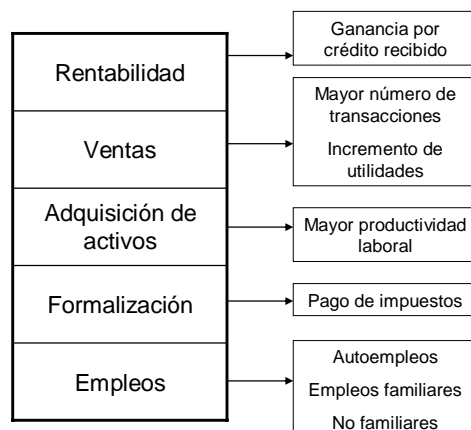 Rentabilidad
Ganancia por
crédito recibido
Ventas
Mayor número de
transacciones
Incremento de
utilidades
Adquisición de
activos
Mayor productividad
laboral
Formalización
Pago de impuestos
Empleos
Autoempleos
Empleos familiares
No familiares